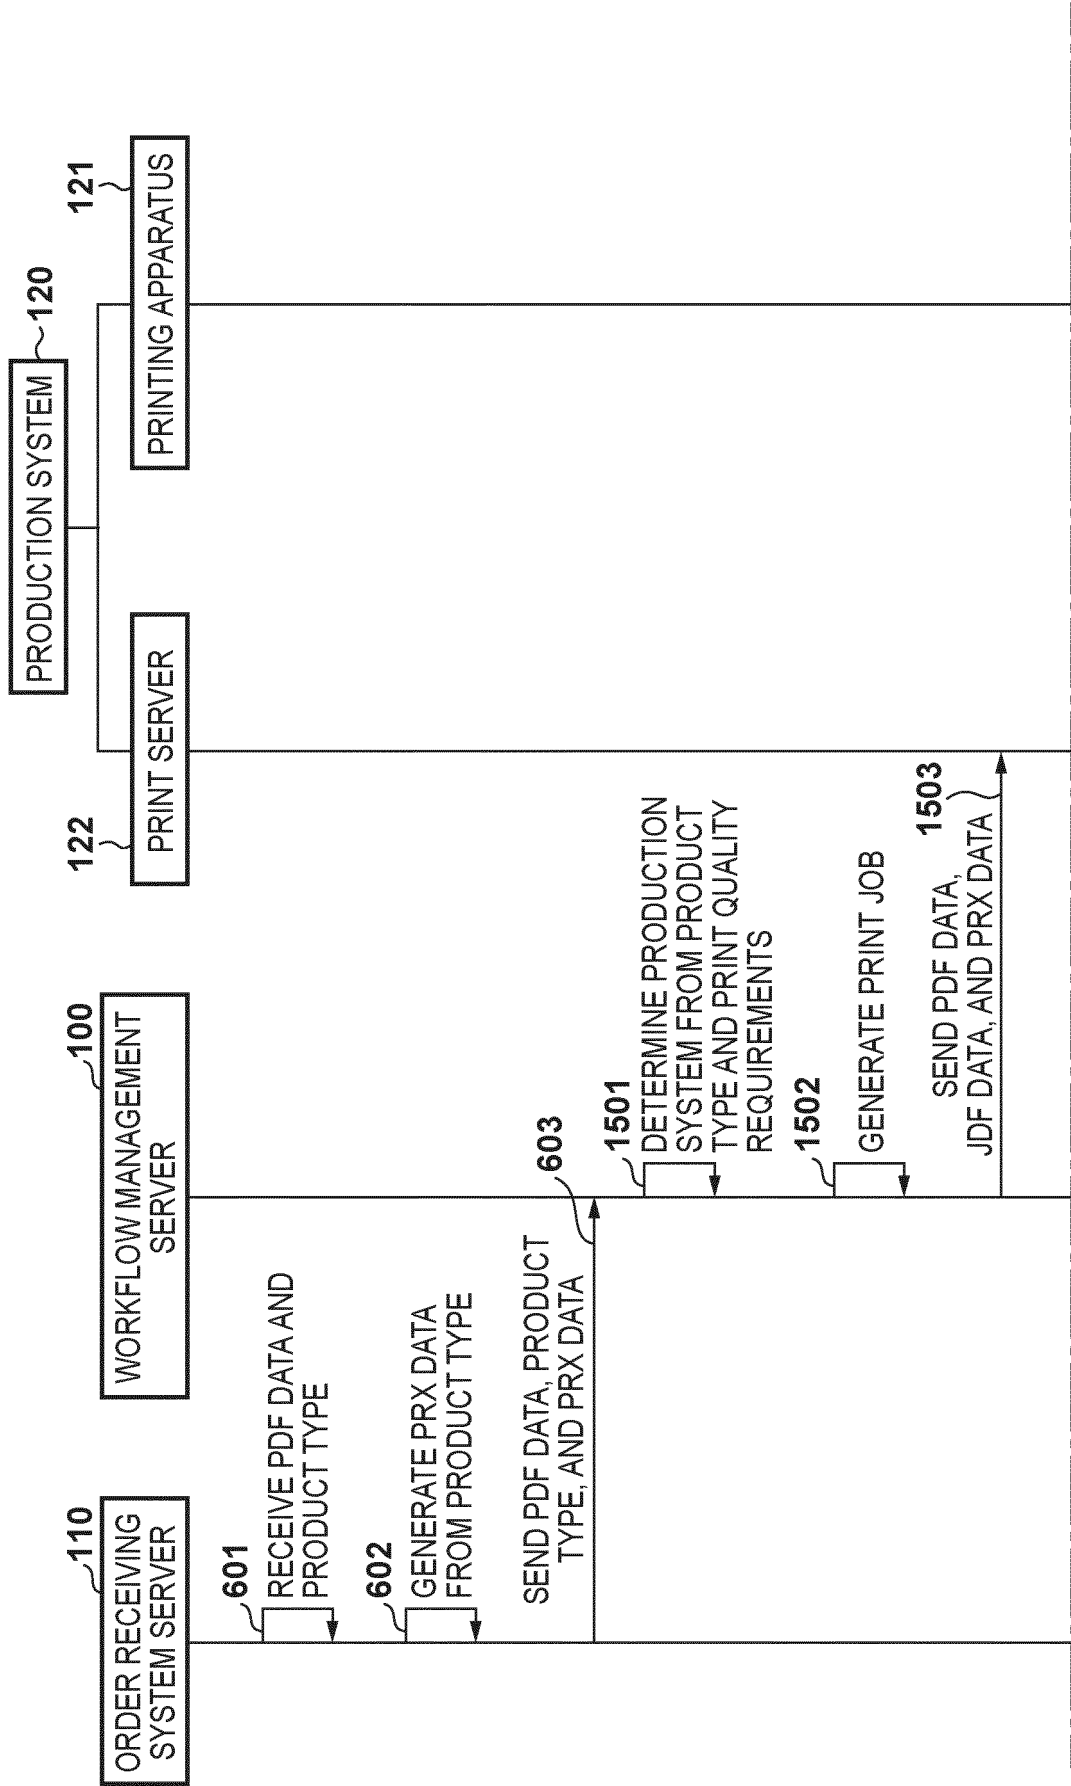 PRODUCTION SYSTEM
120
110
ORDER RECEIVING
SYSTEM SERVER
100
WORKFLOW MANAGEMENT
SERVER
122
PRINT SERVER
121
PRINTING APPARATUS
601
RECEIVE PDF DATA AND
PRODUCT TYPE
602
GENERATE PRX DATA
FROM PRODUCT TYPE
SEND PDF DATA, PRODUCT
TYPE, AND PRX DATA
603
1501
DETERMINE PRODUCTION
SYSTEM FROM PRODUCT
TYPE AND PRINT QUALITY
REQUIREMENTS
1502
GENERATE PRINT JOB
SEND PDF DATA,
JDF DATA, AND PRX DATA
1503